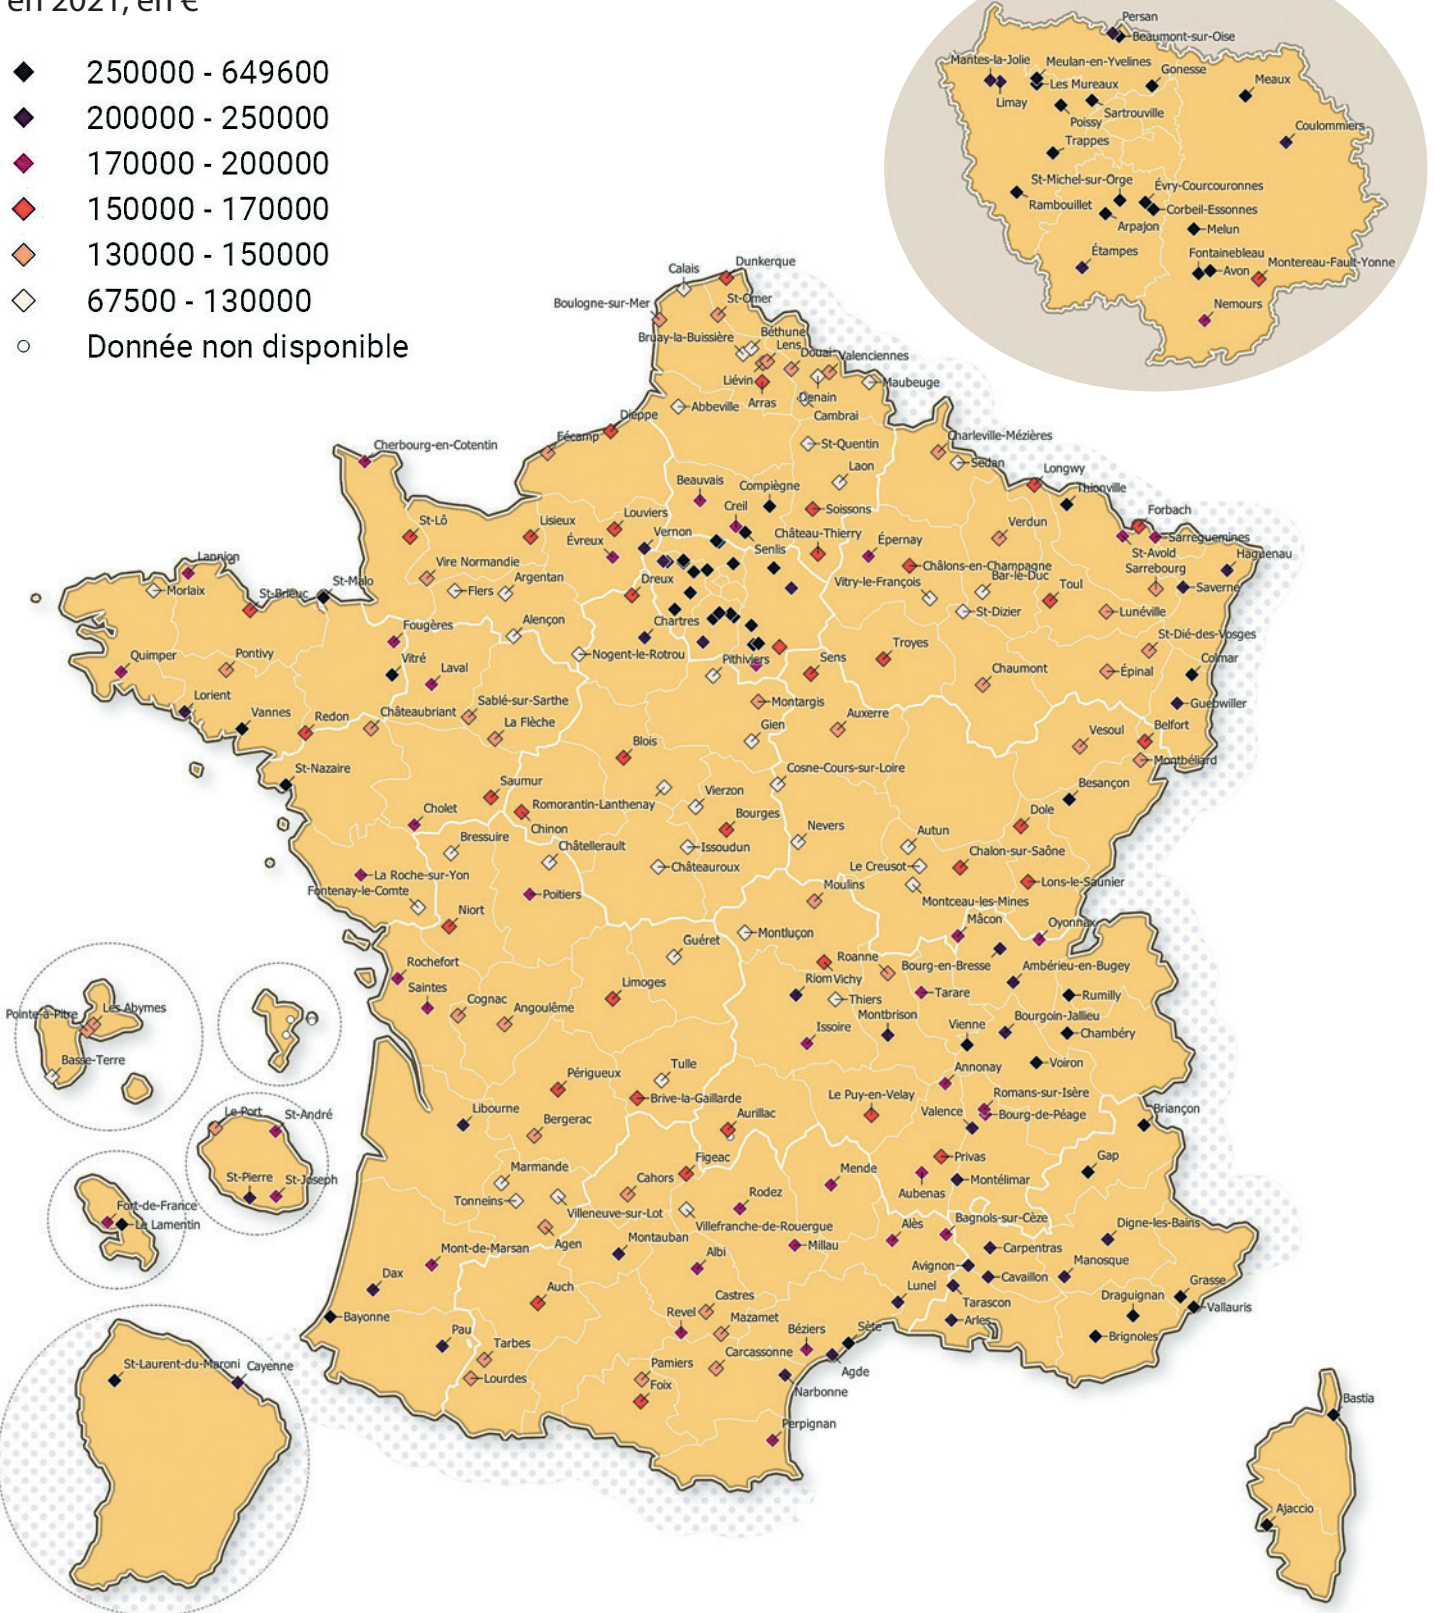 en 2021, en €
250000 - 649600
200000 - 250000
170000 - 200000
150000 - 170000
130000 - 150000
67500 - 130000
Donnée non disponible
Persan
Beaumont-sur-Oise
Mantes-la-Jolie
Meulan-en-Yvelines
Gonesse
Limay
Les Mureaux
Meaux
Poissy
Sartrouville
Coulommiers
Trappes
St-Michel-sur-Orge
Évry-Courcouronnes
Rambouillet
Corbeil-Essonnes
Arpajon
Melun
Étampes
Fontainebleau
Avon
Montereau-Fault-Yonne
Nemours
Calais
Dunkerque
Boulogne-sur-Mer
St-Omer
Bruay-la-Buissière
Béthune
Lens
Douai
Valenciennes
Liévin
Maubeuge
Denain
Abbeville
Arras
Cambrai
Dieppe
Fécamp
Cherbourg-en-Cotentin
St-Quentin
Charleville-Mézières
Sedan
Laon
Longwy
Beauvais
Compiègne
Thionville
Creil
Soissons
Forbach
St-Lô
Lisieux
Louviers
Verdun
Évreux
Vernon
Senlis
Château-Thierry
Épernay
Sarreguemines
St-Avold
Haguenau
Lannion
Morlaix
St-Brieuc
St-Malo
Vire Normandie
Argentan
Flers
Dreux
Châlons-en-Champagne
Vitry-le-François
Bar-le-Duc
Toul
Sarrebourg
Saverne
St-Dizier
Lunéville
Fougères
Alençon
Chartres
Troyes
St-Dié-des-Vosges
Quimper
Pontivy
Vitré
Laval
Nogent-le-Rotrou
Pithiviers
Sens
Chaumont
Épinal
Colmar
Lorient
Vannes
Redon
Châteaubriant
Sablé-sur-Sarthe
La Flèche
Montargis
Auxerre
Guebwiller
Gien
Blois
Vesoul
Belfort
Montbéliard
St-Nazaire
Saumur
Romorantin-Lanthenay
Vierzon
Cosne-Cours-sur-Loire
Besançon
Cholet
Chinon
Bourges
Nevers
Autun
Dole
Bressuire
Châtellerault
Issoudun
Châteauroux
Le Creusot
Chalon-sur-Saône
La Roche-sur-Yon
Fontenay-le-Comte
Poitiers
Moulins
Lons-le-Saunier
Montceau-les-Mines
Niort
Montluçon
Mâcon
Oyonnax
Guéret
Rochefort
Saintes
Limoges
Roanne
Riom
Vichy
Bourg-en-Bresse
Ambérieu-en-Bugey
Cognac
Angoulême
Thiers
Tarare
Rumilly
Montbrison
Issoire
Vienne
Bourgoin-Jallieu
Chambéry
Voiron
Les Abymes
Pointe-à-Pitre
Basse-Terre
Périgueux
Tulle
Annonay
Brive-la-Gaillarde
Le Puy-en-Velay
Romans-sur-Isère
Valence
Bourg-de-Péage
Briançon
Le Port
St-André
Libourne
Bergerac
Aurillac
Figeac
Privas
Gap
St-Pierre
St-Joseph
Marmande
Cahors
Mende
Aubenas
Montélimar
Tonneins
Villeneuve-sur-Lot
Rodez
Villefranche-de-Rouergue
Fort-de-France
Le Lamentin
Agen
Montauban
Albi
Millau
Alès
Bagnols-sur-Cèze
Digne-les-Bains
Mont-de-Marsan
Carpentras
Avignon
Cavaillon
Manosque
Dax
Auch
Castres
Lunel
Tarascon
Grasse
Draguignan
Vallauris
Bayonne
Revel
Mazamet
Arles
Brignoles
Pau
Tarbes
Béziers
Sète
Carcassonne
Agde
Lourdes
Pamiers
Foix
Narbonne
Perpignan
St-Laurent-du-Maroni
Cayenne
Bastia
Ajaccio